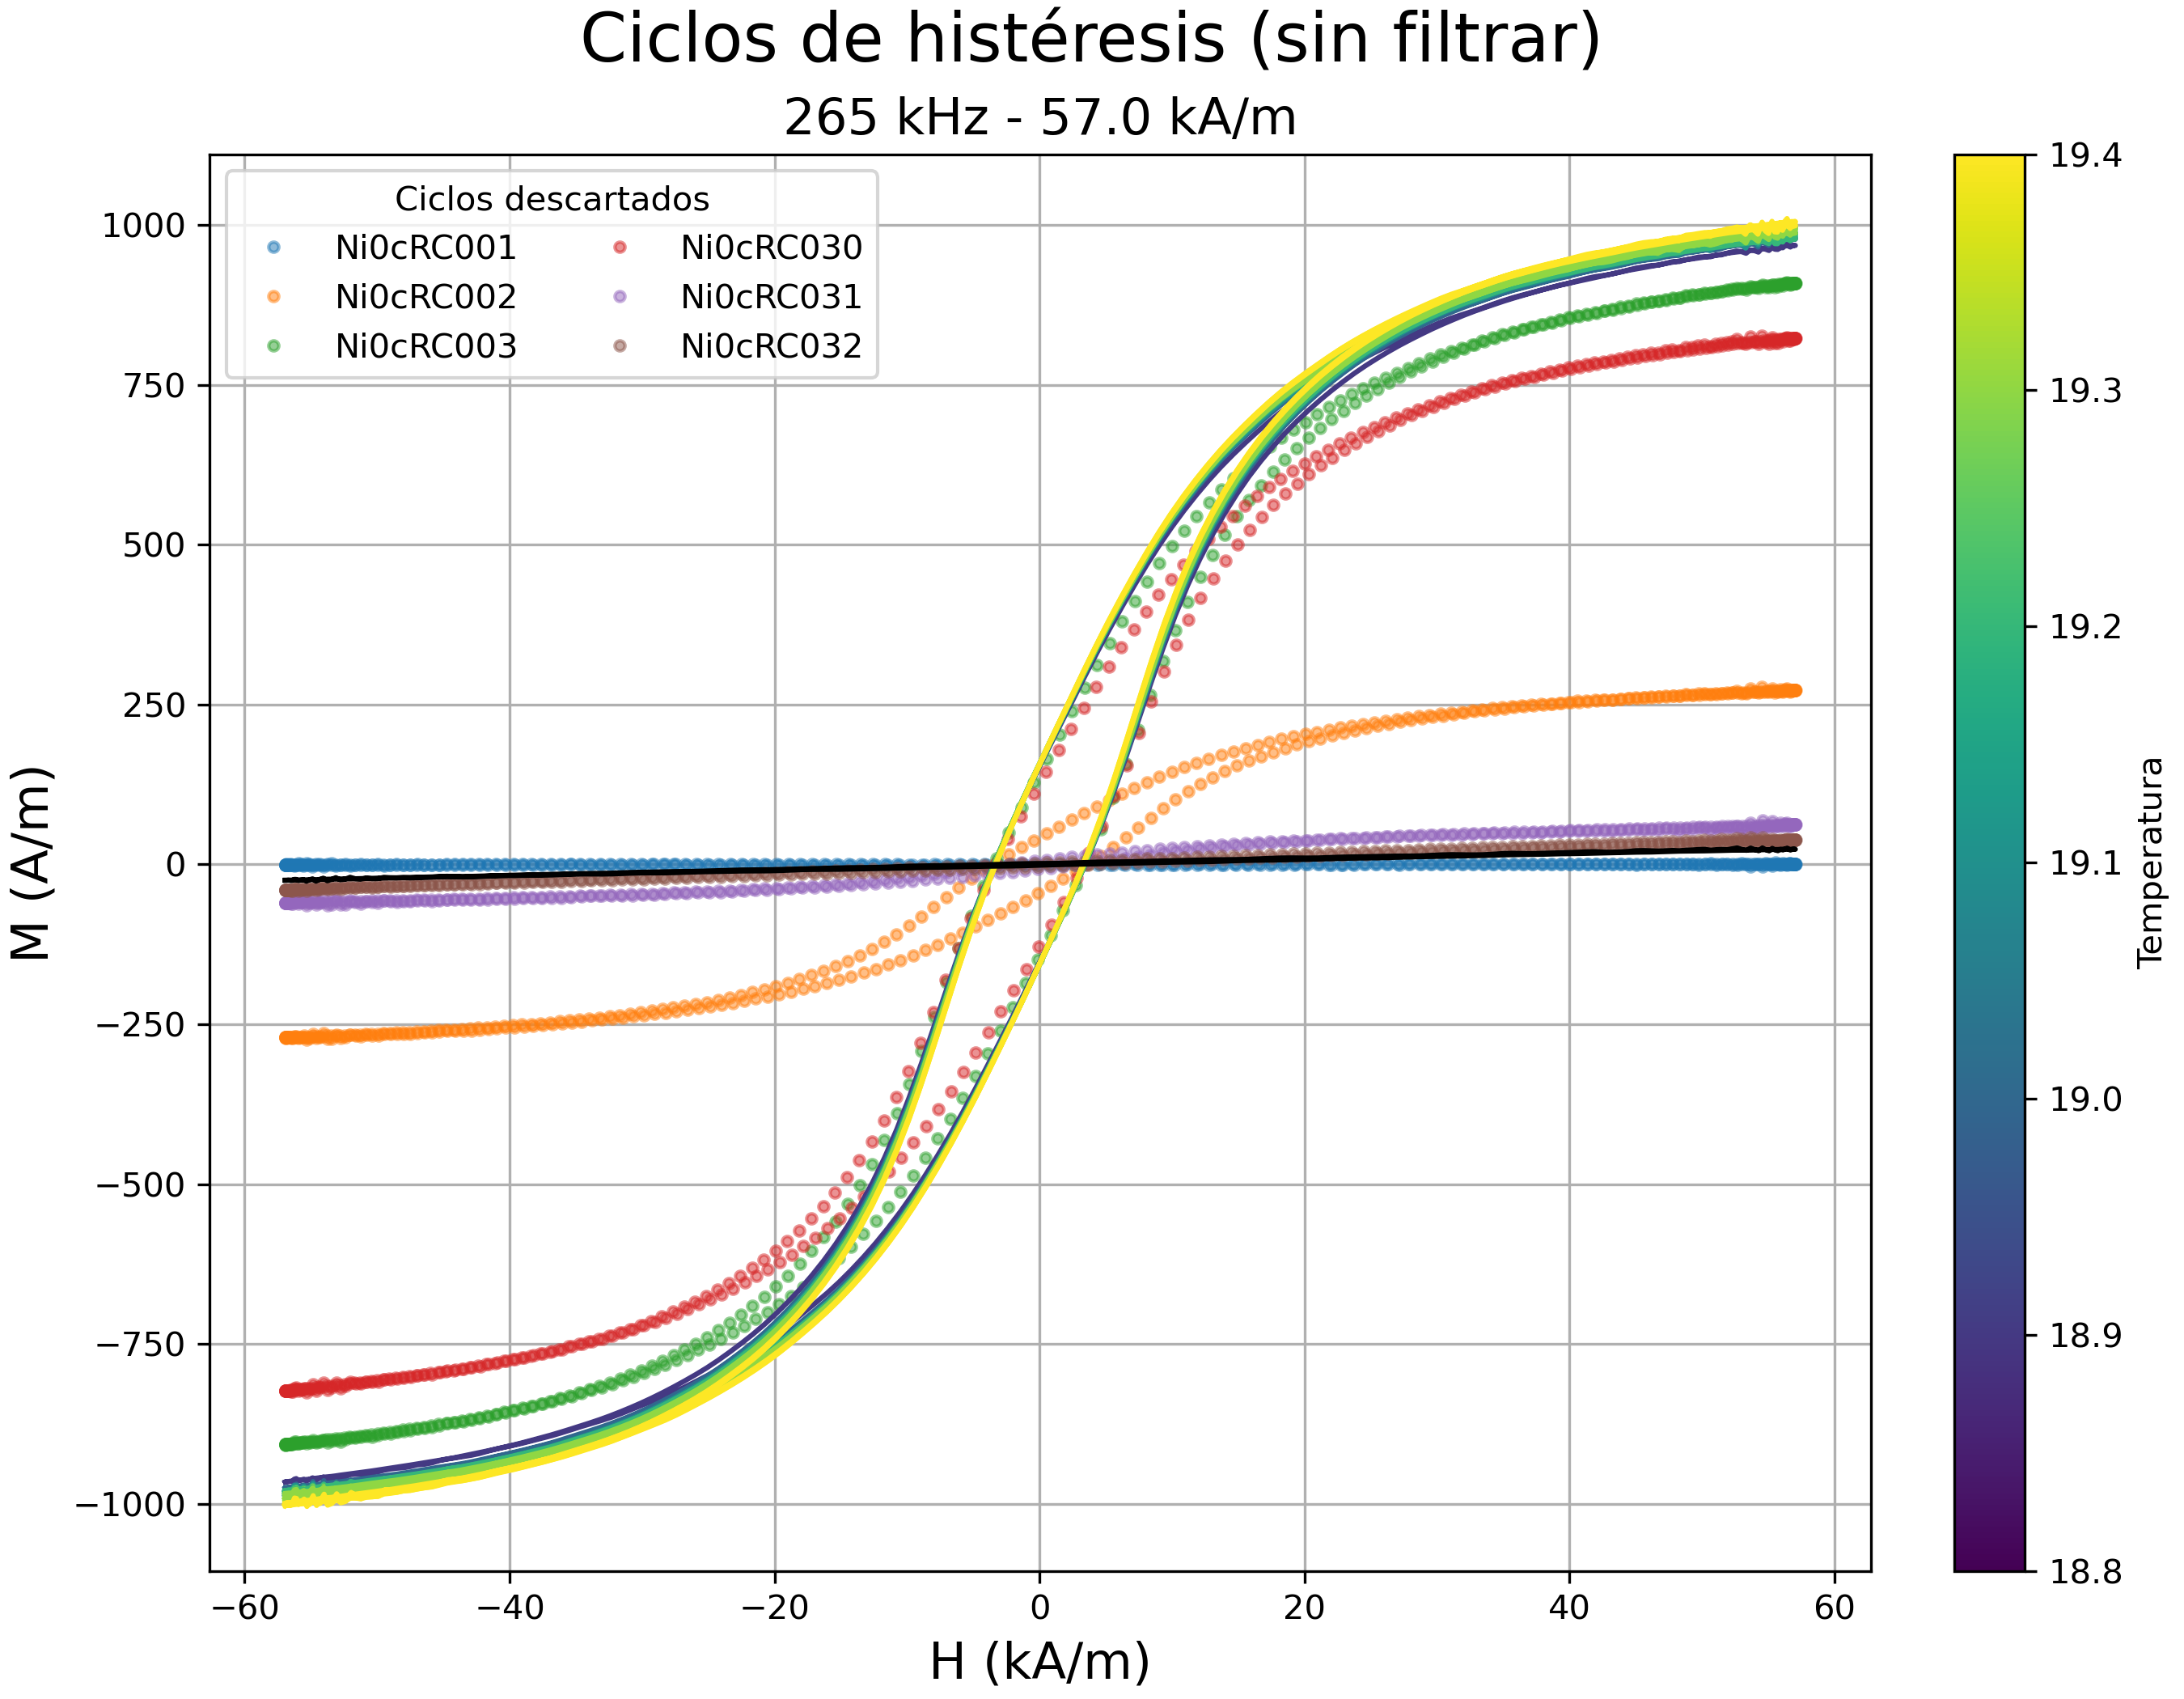 Ciclos de histéresis (sin filtrar)
265 kHz - 57.0 kA/m
Ciclos descartados
Ni0cRC001 Ni0cRC030
Ni0cRC002 Ni0cRC031
Ni0cRC003 Ni0cRC032
1000
750
500
250
0
−250
−500
−750
−1000
M (A/m)
−60 −40 −20 0 20 40 60
H (kA/m)
19.4
19.3
19.2
19.1
19.0
18.9
18.8
Temperatura